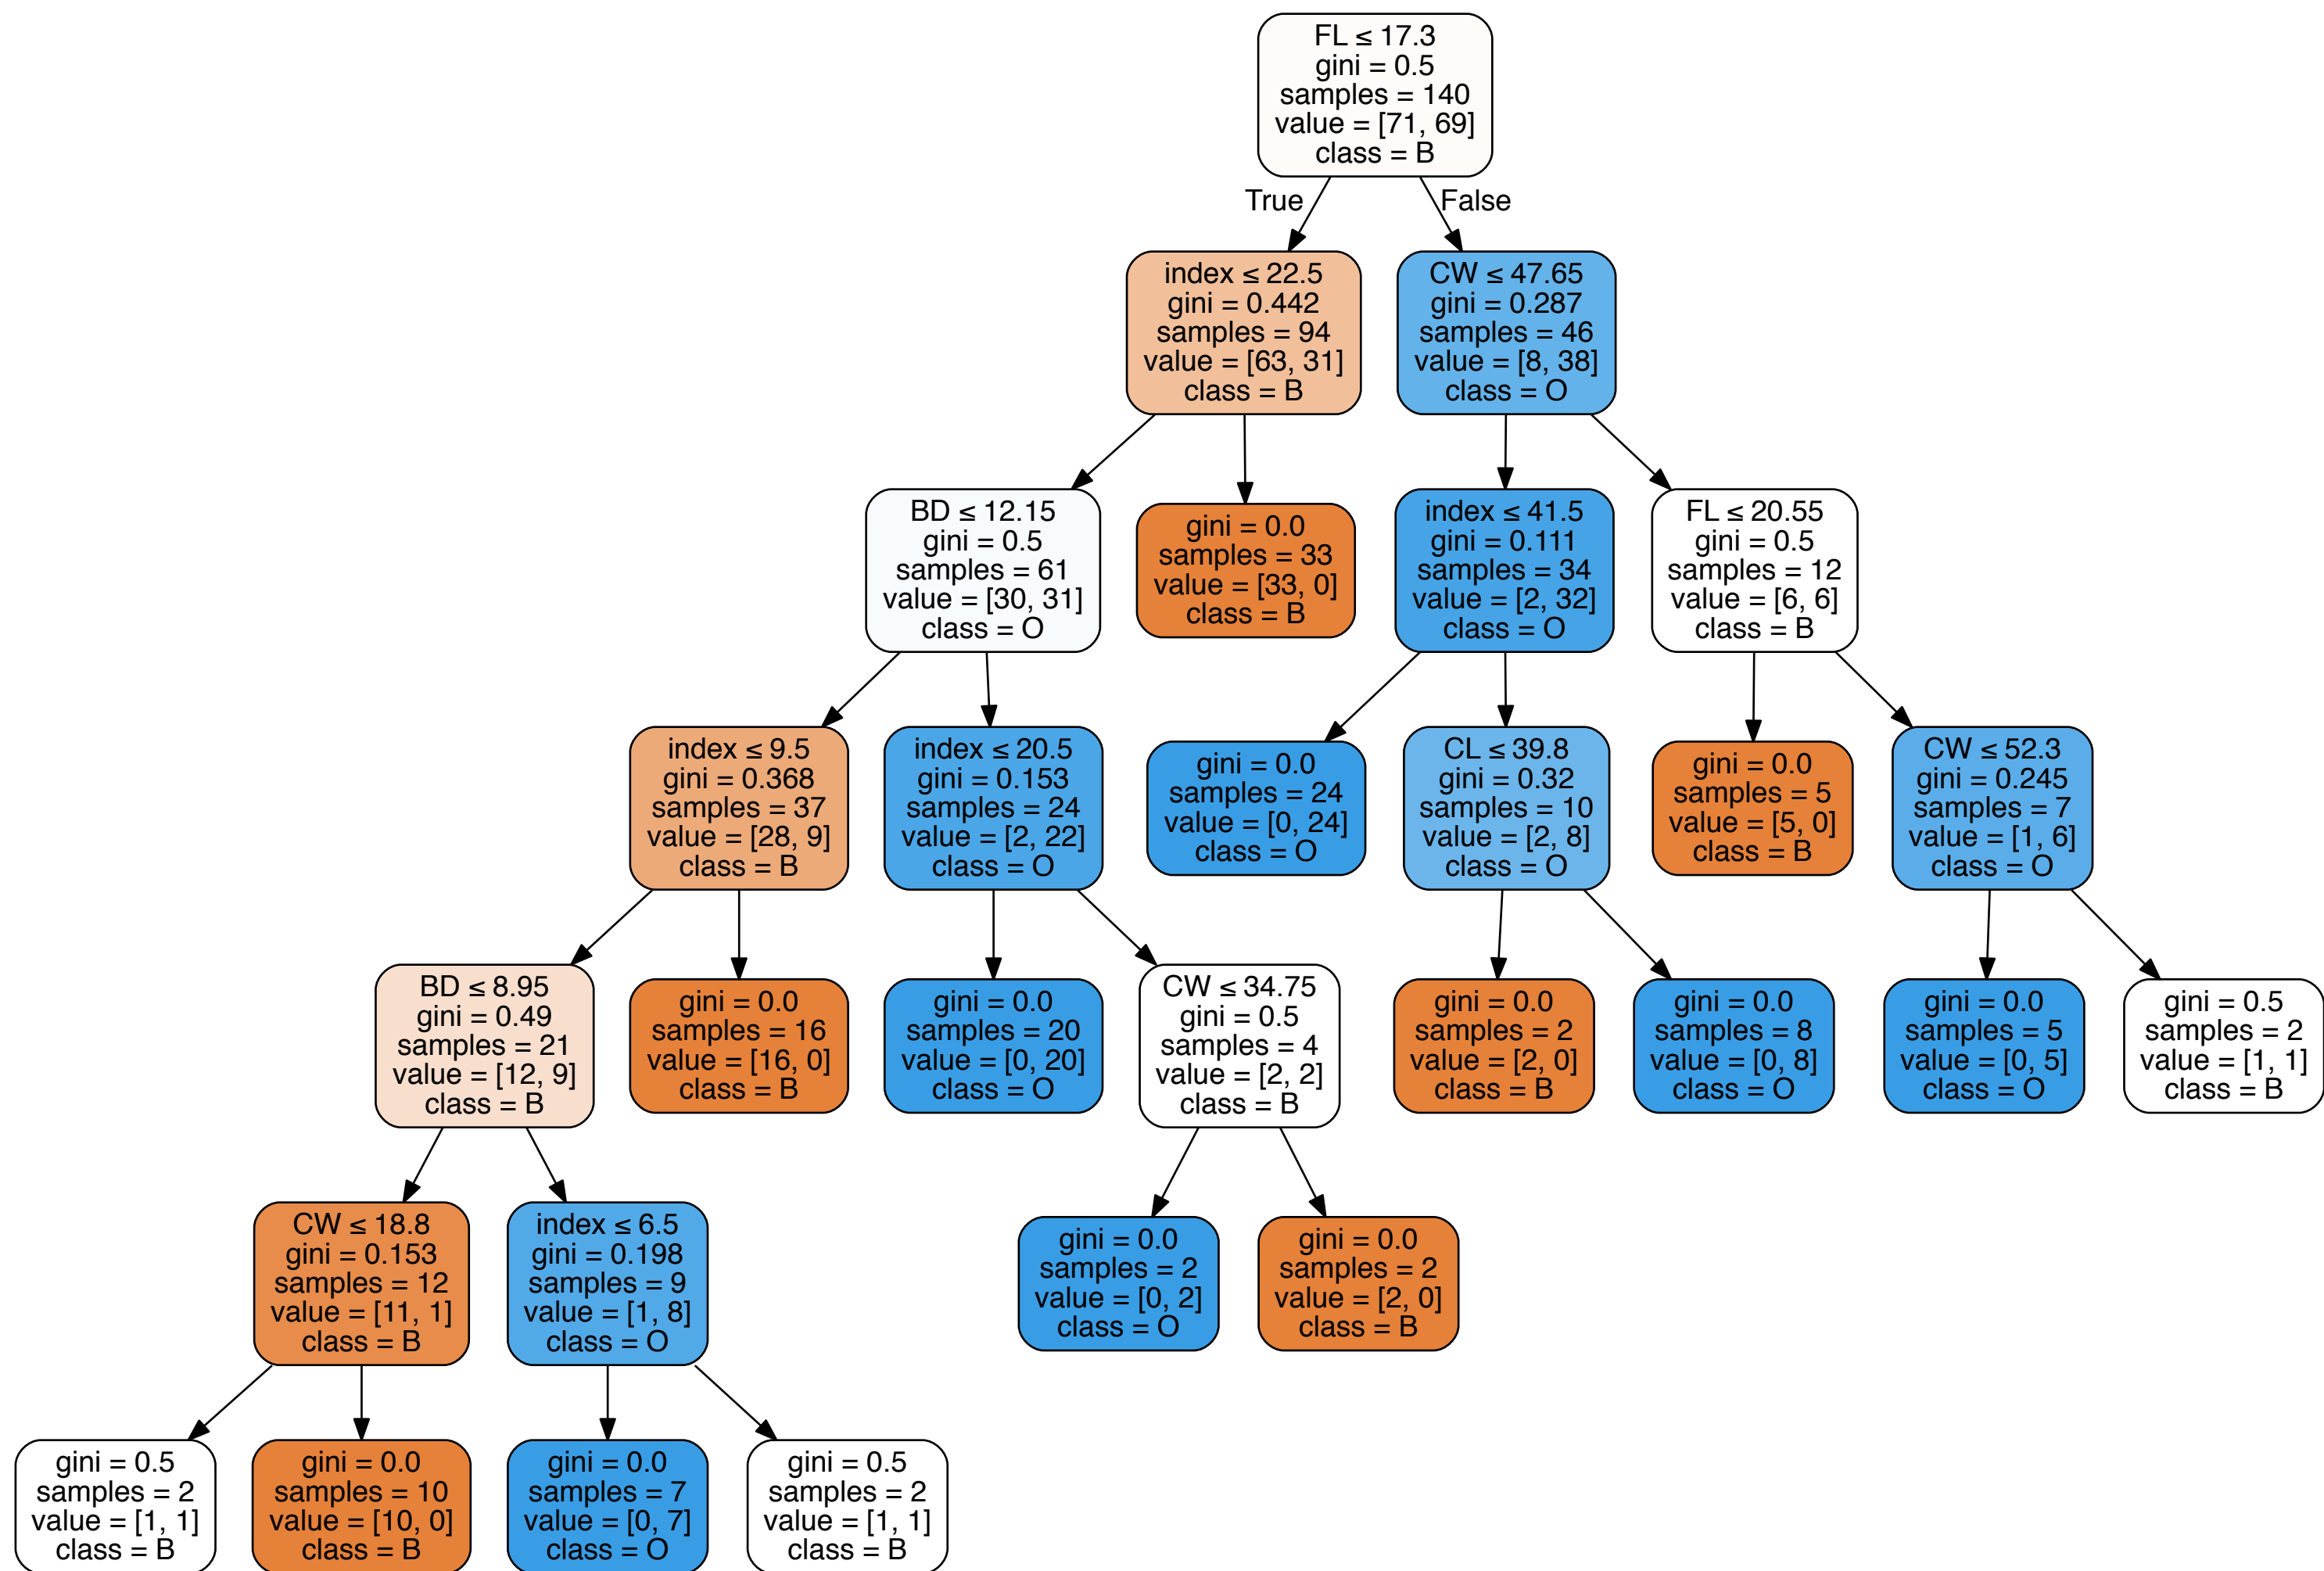 FL ≤ 17.3
gini = 0.5
samples = 140
value = [71, 69]
class = B
True
False
index ≤ 22.5
gini = 0.442
samples = 94
value = [63, 31]
class = B
CW ≤ 47.65
gini = 0.287
samples = 46
value = [8, 38]
class = O
BD ≤ 12.15
gini = 0.5
samples = 61
value = [30, 31]
class = O
gini = 0.0
samples = 33
value = [33, 0]
class = B
index ≤ 41.5
gini = 0.111
samples = 34
value = [2, 32]
class = O
FL ≤ 20.55
gini = 0.5
samples = 12
value = [6, 6]
class = B
index ≤ 9.5
gini = 0.368
samples = 37
value = [28, 9]
class = B
index ≤ 20.5
gini = 0.153
samples = 24
value = [2, 22]
class = O
gini = 0.0
samples = 24
value = [0, 24]
class = O
CL ≤ 39.8
gini = 0.32
samples = 10
value = [2, 8]
class = O
gini = 0.0
samples = 5
value = [5, 0]
class = B
CW ≤ 52.3
gini = 0.245
samples = 7
value = [1, 6]
class = O
BD ≤ 8.95
gini = 0.49
samples = 21
value = [12, 9]
class = B
gini = 0.0
samples = 16
value = [16, 0]
class = B
gini = 0.0
samples = 20
value = [0, 20]
class = O
CW ≤ 34.75
gini = 0.5
samples = 4
value = [2, 2]
class = B
gini = 0.0
samples = 2
value = [2, 0]
class = B
gini = 0.0
samples = 8
value = [0, 8]
class = O
gini = 0.0
samples = 5
value = [0, 5]
class = O
gini = 0.5
samples = 2
value = [1, 1]
class = B
CW ≤ 18.8
gini = 0.153
samples = 12
value = [11, 1]
class = B
index ≤ 6.5
gini = 0.198
samples = 9
value = [1, 8]
class = O
gini = 0.0
samples = 2
value = [0, 2]
class = O
gini = 0.0
samples = 2
value = [2, 0]
class = B
gini = 0.5
samples = 2
value = [1, 1]
class = B
gini = 0.0
samples = 10
value = [10, 0]
class = B
gini = 0.0
samples = 7
value = [0, 7]
class = O
gini = 0.5
samples = 2
value = [1, 1]
class = B